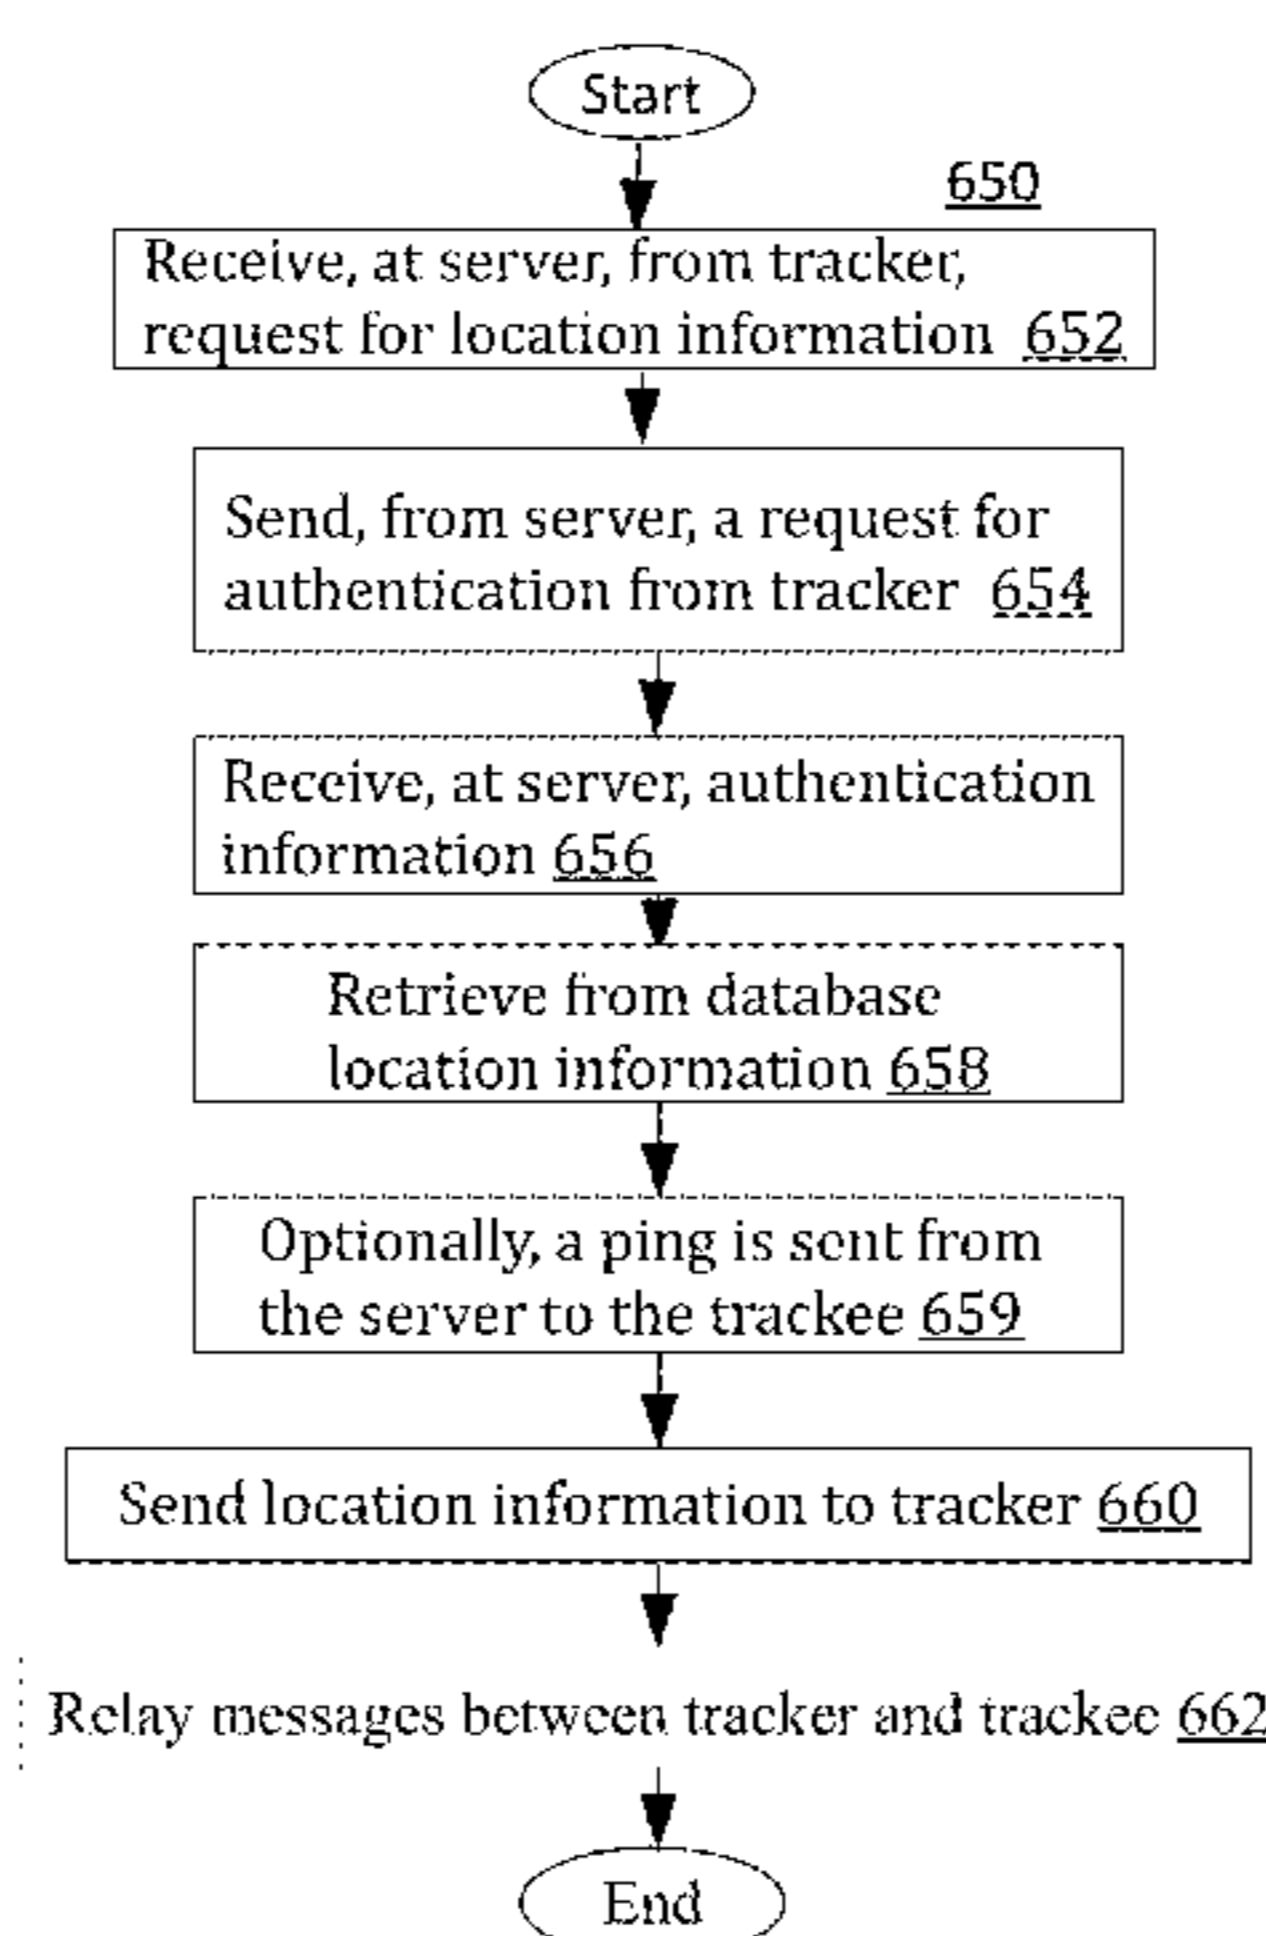 Start
650
Receive, at server, from tracker,
request for location information 652
Send, from server, a request for
authentication from tracker 654
Receive, at server, authentication
information 656
Retrieve from database
location information 658
Optionally, a ping is sent from
the server to the trackee 659
Send location information to tracker 660
Relay messages between tracker and trackee 662
End